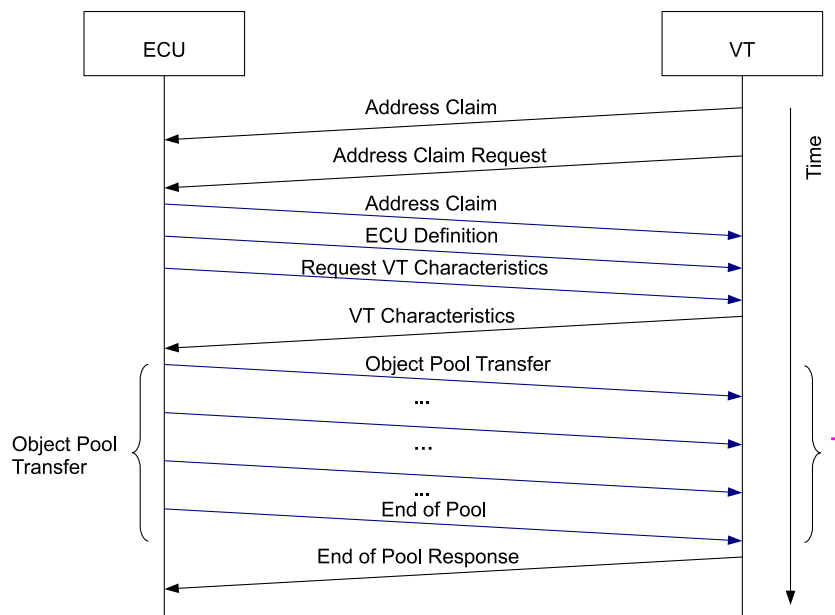 ECU
VT
Address Claim
Address Claim Request
Time
Address Claim
ECU Definition
Request VT Characteristics
VT Characteristics
Object Pool Transfer
...
Object Pool
Transfer
...
...
End of Pool
End of Pool Response